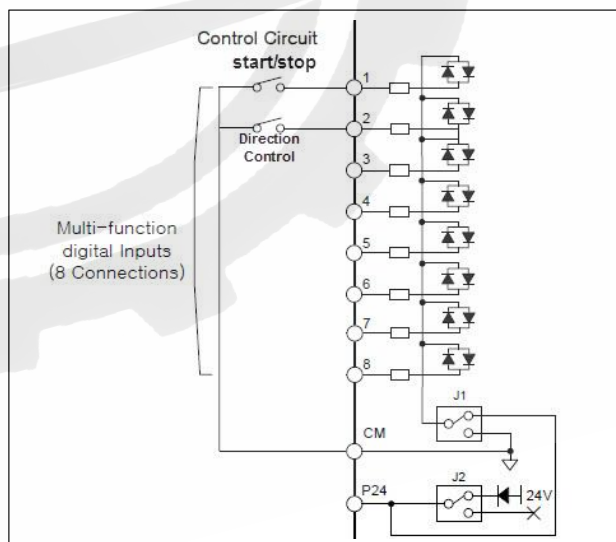 Control Circuit
start/stop
1
2
Direction
Control
3
4
Multi-function
digital Inputs
(8 Connections)
5
6
7
8
J1
CM
P24
J2
24V